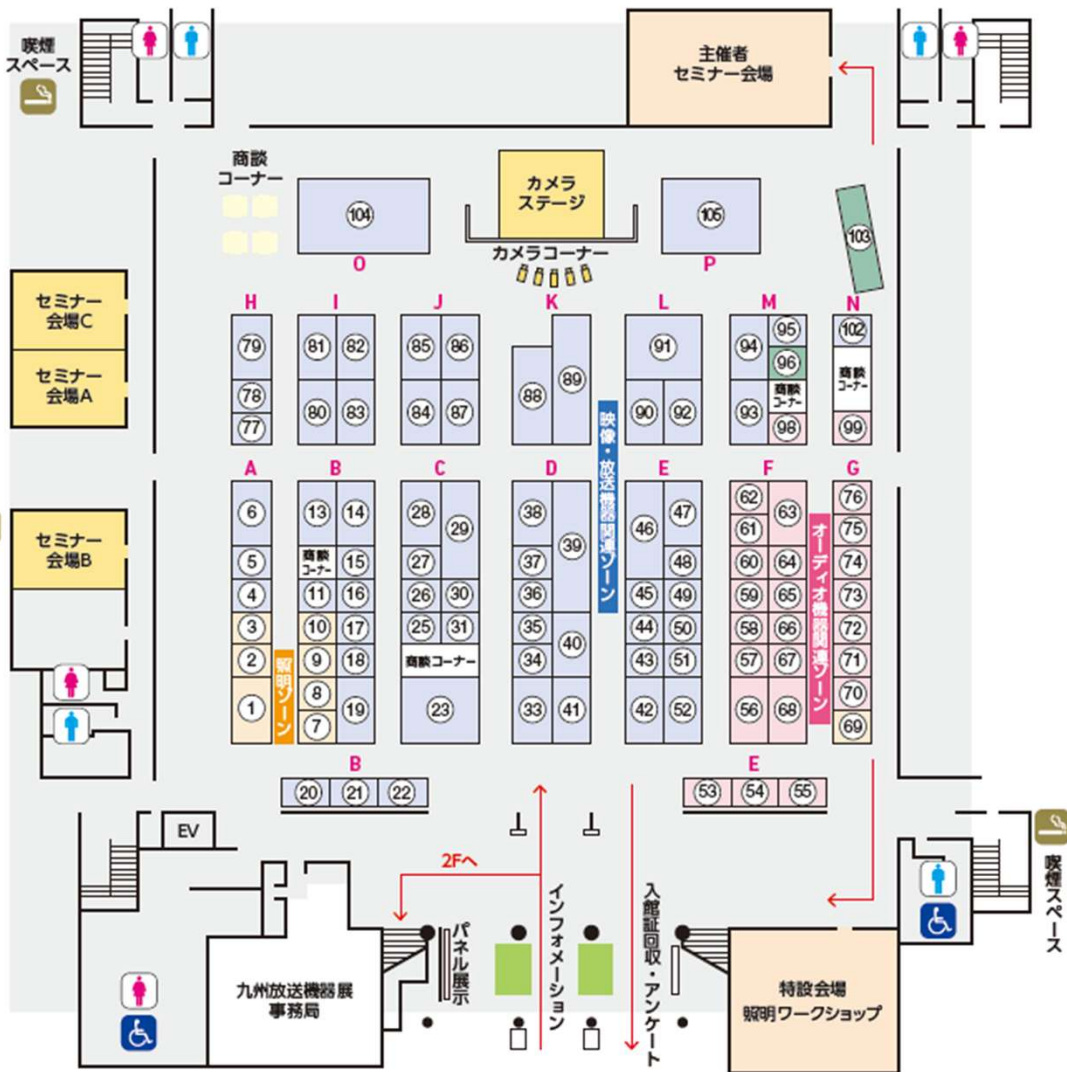 喫煙
スペース
主催者
セミナー会場
商談
コーナー
カメラ
ステージ
カメラコーナー
104
105
103
O
P
セミナー
会場C
セミナー
会場A
セミナー
会場B
H
I
J
K
L
M
N
79
78
77
81
82
80
83
85
86
84
87
88
89
91
90
92
94
95
96
商談
コーナー
93
98
102
商談
コーナー
99
映像・放送機器関連ゾーン
A
B
C
D
E
F
G
6
5
4
3
2
1
照明ゾーン
13
14
商談
コーナー
15
11
16
10
17
9
18
8
19
7
28
29
27
26
30
25
31
商談コーナー
23
38
39
37
36
35
40
34
33
41
46
47
48
45
49
44
50
43
51
42
52
62
63
61
60
64
59
65
58
66
57
67
56
68
オーディオ機器関連ゾーン
76
75
74
73
72
71
70
69
B
20
21
22
E
53
54
55
EV
2Fへ
パネル展示
インフォメーション
入館証回収・アンケート
九州放送機器展
事務局
特設会場
照明ワークショップ
喫煙スペース